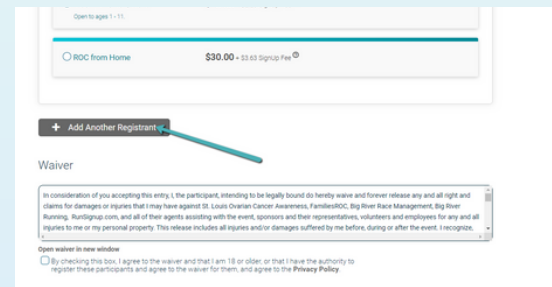 Open to ages 1 - 11.
ROC from Home $30.00 + $3.63 SignUp Fee
+ Add Another Registrant
Waiver
In consideration of you accepting this entry, I, the participant, intending to be legally bound do hereby waive and forever release any and all right and
claims for damages or injuries that I may have against St. Louis Ovarian Cancer Awareness, FamiliesROC, Big River Race Management, Big River
Running, RunSignup.com, and all of their agents assisting with the event, sponsors and their representatives, volunteers and employees for any and all
injuries to me or my personal property. This release includes all injuries and/or damages suffered by me before, during or after the event. I recognize,
Open waiver in new window
By checking this box, I agree to the waiver and that I am 18 or older, or that I have the authority to
register these participants and agree to the waiver for them, and agree to the Privacy Policy